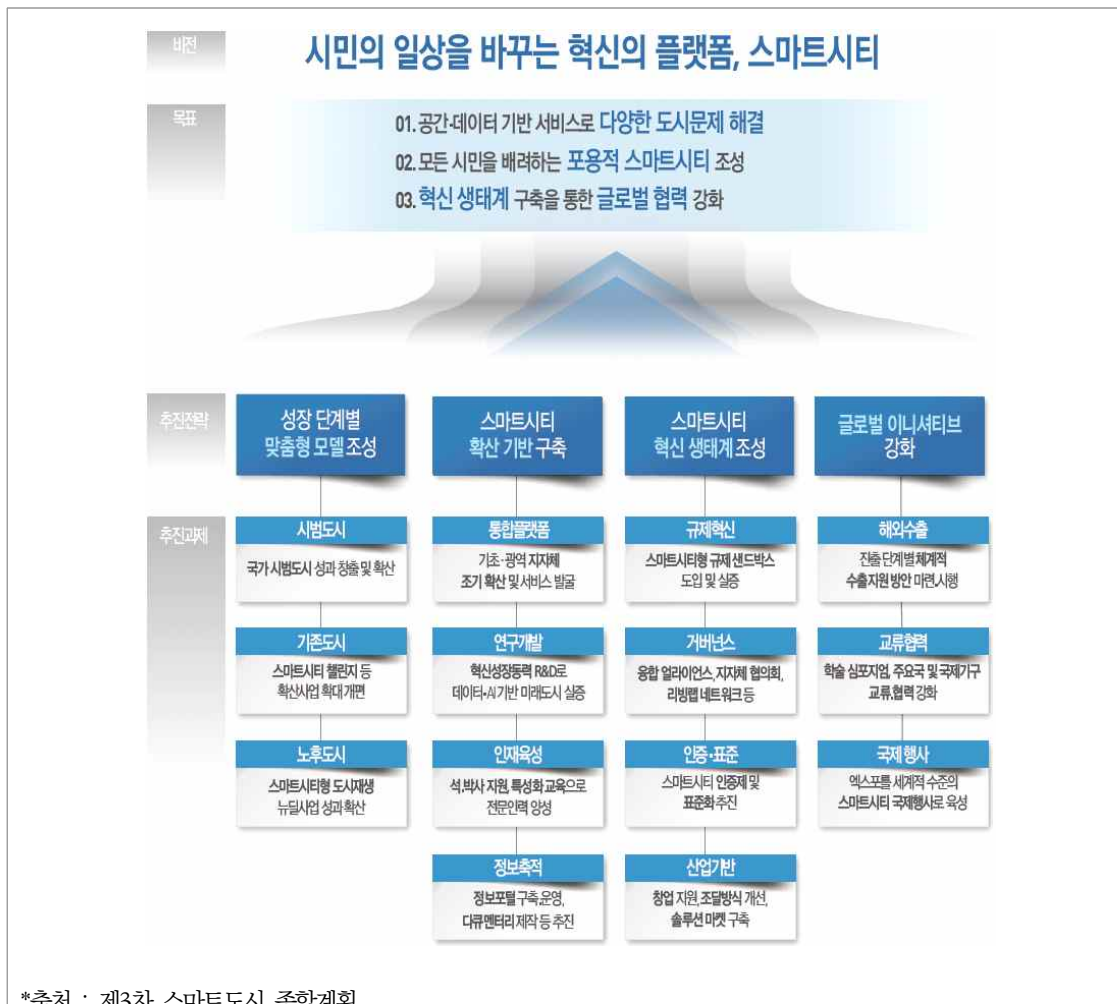 비전
시민의 일상을 바꾸는 혁신의 플랫폼, 스마트시티
목표
01. 공간·데이터 기반 서비스로 다양한 도시문제 해결
02. 모든 시민을 배려하는 포용적 스마트시티 조성
03. 혁신 생태계 구축을 통한 글로벌 협력 강화
추진전략
성장 단계별
맞춤형 모델 조성
스마트시티
확산 기반 구축
스마트시티
혁신 생태계 조성
글로벌 이니셔티브
강화
추진과제
시범도시
국가 시범도시 성과 창출 및 확산
기존도시
스마트시티 챌린지 등
확산사업 확대 개편
노후도시
스마트시티형 도시재생
뉴딜사업 성과 확산
통합플랫폼
기초·광역 지자체
조기 확산 및 서비스 발굴
연구개발
혁신성장동력 R&D로
데이터·AI 기반 미래도시 실증
인재육성
석.박사 지원, 특성화 교육으로
전문인력 양성
정보축적
정보포털 구축.운영,
다큐멘터리 제작 등 추진
규제혁신
스마트시티형 규제 샌드박스
도입 및 실증
거버넌스
융합 얼라이언스, 지자체 협의회,
리빙랩 네트워크 등
인증·표준
스마트시티 인증제 및
표준화 추진
산업기반
창업 지원, 조달방식 개선,
솔루션 마켓 구축
해외수출
진출 단계별 체계적
수출지원 방안 마련.시행
교류협력
학술 심포지엄, 주요국 및 국제기구
교류.협력 강화
국제행사
엑스포를 세계적 수준의
스마트시티 국제행사로 육성
*출처 : 제3차 스마트도시 종합계획